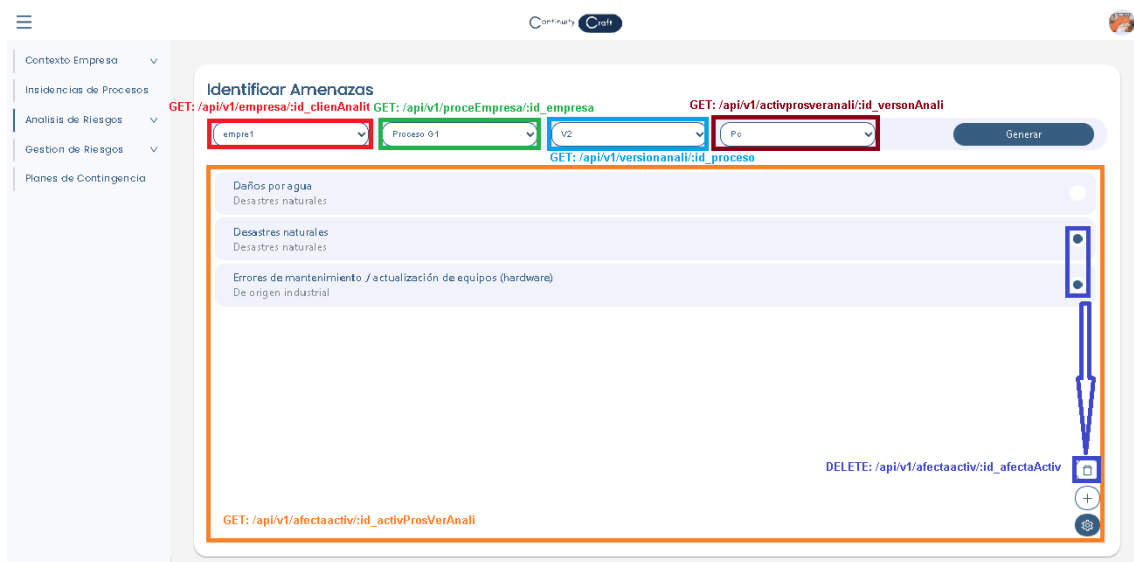 Continuity Craft
Contexto Empresa
Insidencias de Procesos
Analisis de Riesgos
Gestion de Riesgos
Planes de Contingencia
Identificar Amenazas
GET: /api/v1/empresa/:id_clienAnalit
GET: /api/v1/proceEmpresa/:id_empresa
GET: /api/v1/activprosveranali/:id_versonAnali
empre1
Proceso G1
V2
Po
Generar
GET: /api/v1/versionanali/:id_proceso
Daños por agua
Desastres naturales
Desastres naturales
Desastres naturales
Errores de mantenimiento / actualización de equipos (hardware)
De origen industrial
DELETE: /api/v1/afectaactiv/:id_afectaActiv
GET: /api/v1/afectaactiv/:id_activProsVerAnali